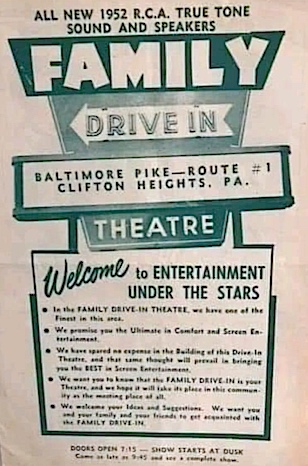 ALL NEW 1952 R.C.A. TRUE TONE
SOUND AND SPEAKERS
FAMILY
DRIVE IN
BALTIMORE PIKE—ROUTE #1
CLIFTON HEIGHTS, PA.
THEATRE
Welcome to ENTERTAINMENT
UNDER THE STARS
• In the FAMILY DRIVE-IN THEATRE, we have one of the
Finest in this area.
• We promise you the Ultimate in Comfort and Screen En-
tertainment.
• We have spared no expense in the Building of this Drive-In
Theatre, and that same thought will prevail in bringing
you the BEST in Screen Entertainment.
• We want you to know that the FAMILY DRIVE-IN is your
Theatre, and we hope it will take its place in this commun-
ity as the meeting place of all.
• We welcome your Ideas and Suggestions. We want you
and your family and your friends to get acquainted with
the FAMILY DRIVE-IN.
DOORS OPEN 7:15 — SHOW STARTS AT DUSK
Come as late as 9:45 and see a complete show.